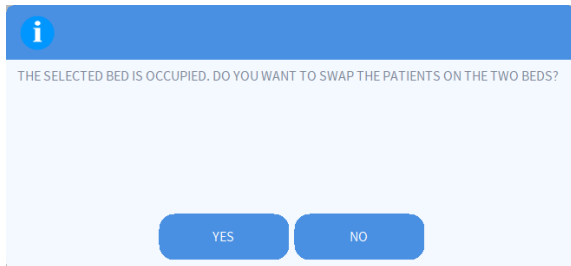 THE SELECTED BED IS OCCUPIED. DO YOU WANT TO SWAP THE PATIENTS ON THE TWO BEDS?
YES NO